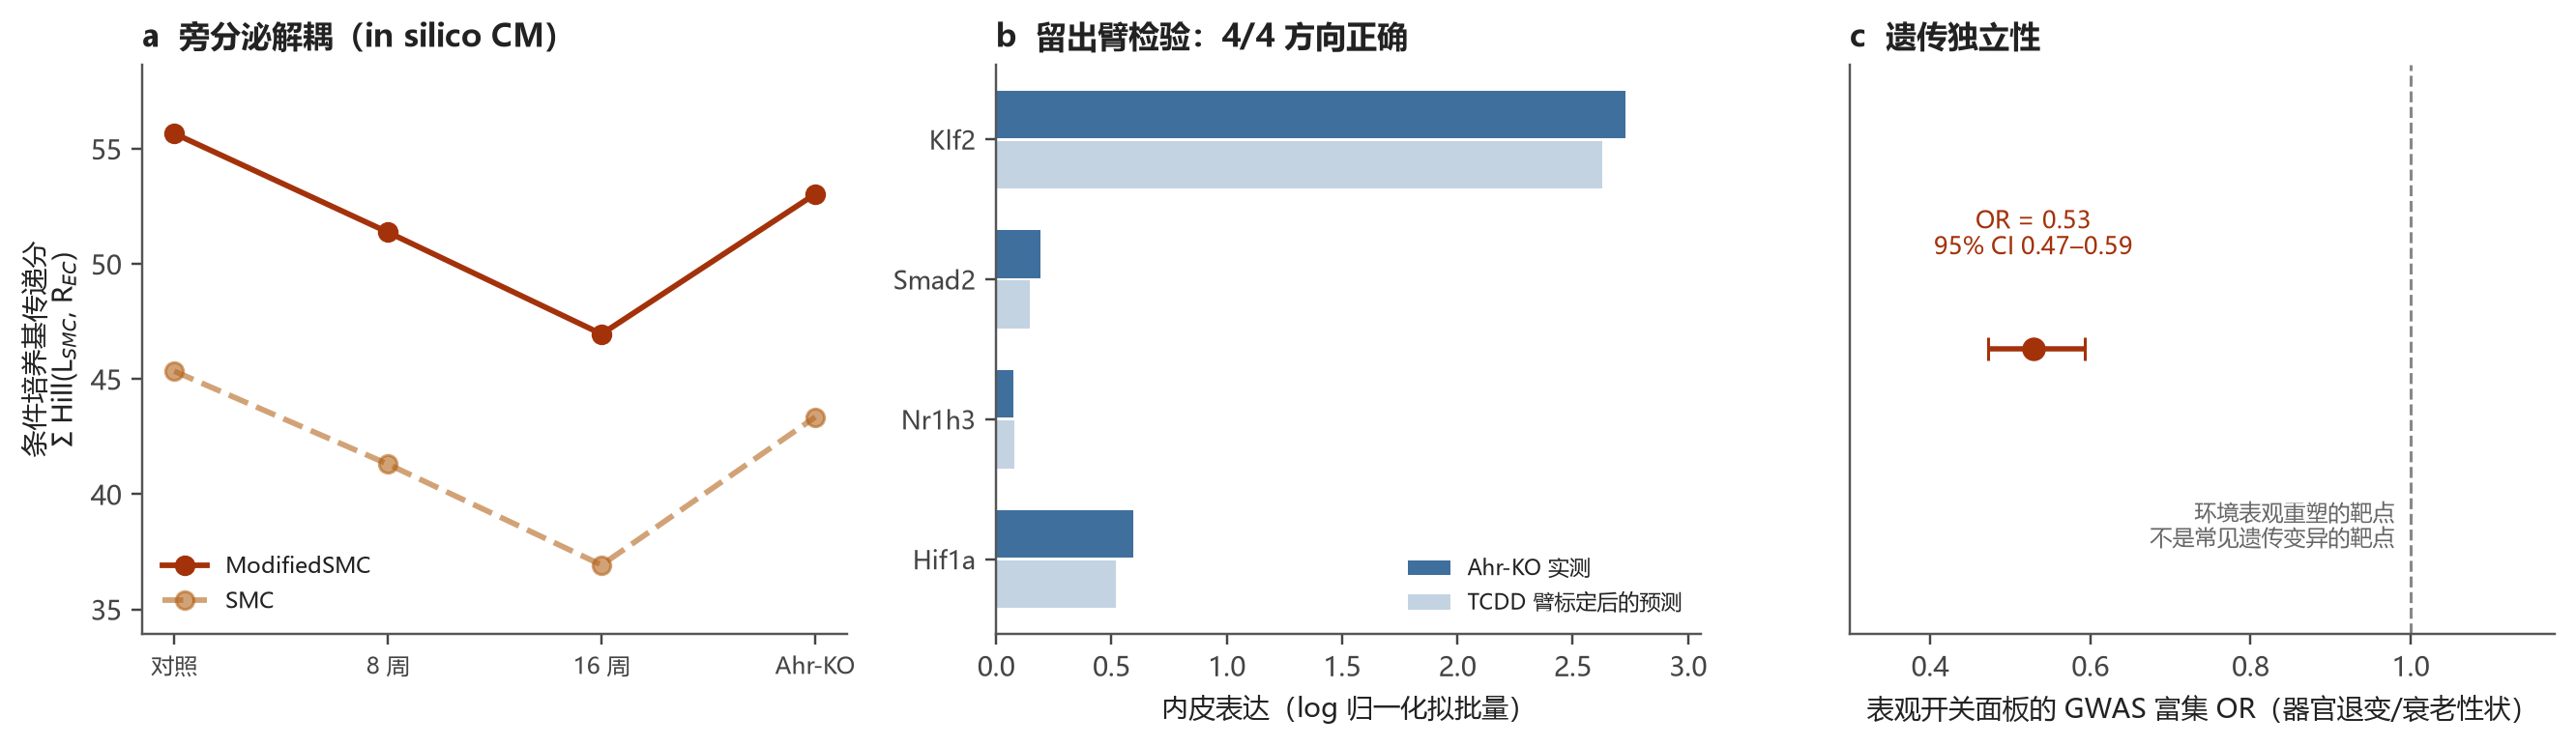 a 旁分泌解耦（in silico CM）
条件培养基传递分
Σ Hill(L_SMC, R_EC)
55
50
45
40
35
ModifiedSMC
SMC
对照
8 周
16 周
Ahr-KO
b 留出臂检验：4/4 方向正确
Klf2
Smad2
Nr1h3
Hif1a
Ahr-KO 实测
TCDD 臂标定后的预测
0.0
0.5
1.0
1.5
2.0
2.5
3.0
内皮表达（log 归一化拟批量）
c 遗传独立性
OR = 0.53
95% CI 0.47–0.59
环境表观重塑的靶点
不是常见遗传变异的靶点
0.4
0.6
0.8
1.0
表观开关面板的 GWAS 富集 OR（器官退变/衰老性状）